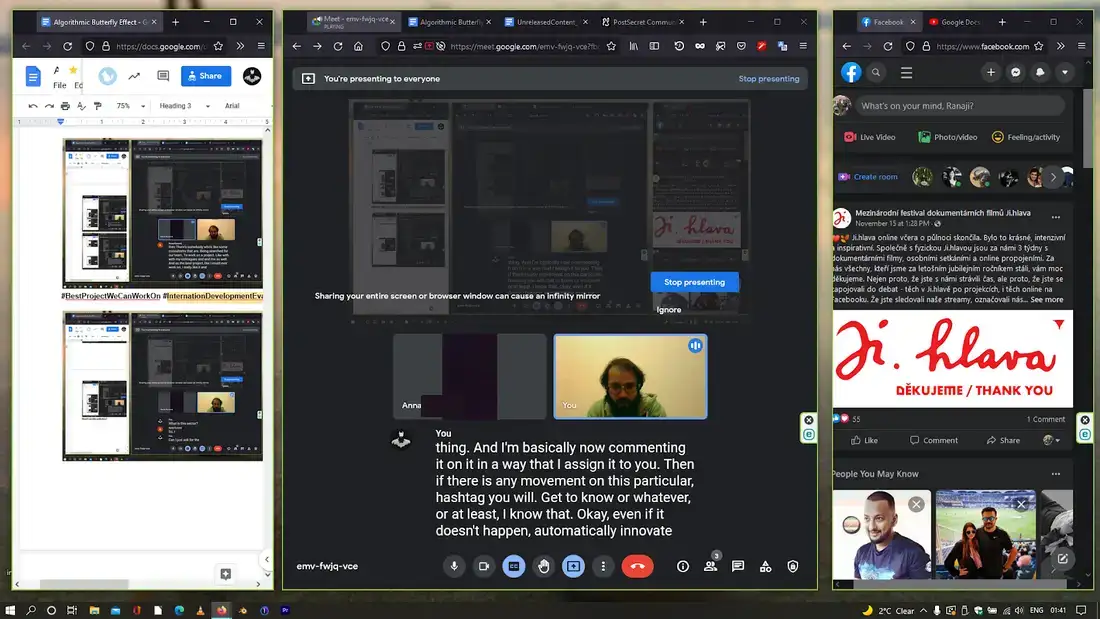 Algorithmic Butterfly Effect - G
https://docs.google.com/
File
Ed
Share
75%
Heading 3
Arial
1
1
2
3
4
5
#BestProjectWeCanWorkOn #InternationDevelopmentEva
Meet - emv-fwjq-vce
PLAYING
Algorithmic Butterfly
UnreleasedContent_
PostSecret Commun
https://meet.google.com/emv-fwjq-vce?
You're presenting to everyone
Stop presenting
Stop presenting
Sharing your entire screen or browser window can cause an infinity mirror
Ignore
Anna
You
You
thing. And I'm basically now commenting
it on it in a way that I assign it to you. Then
if there is any movement on this particular,
hashtag you will. Get to know or whatever,
or at least, I know that. Okay, even if it
doesn't happen, automatically innovate
emv-fwjq-vce
3
Facebook
Google Docs
https://www.facebook.com
What's on your mind, Ranaji?
Live Video
Photo/video
Feeling/activity
Create room
Mezinárodní festival dokumentárních filmů Ji.hlava
November 15 at 1:28 PM
Ji.hlava online včera o půlnoci skončila. Bylo to krásné, intenzivní
a inspirativní. Společně s fyzickou Ji.hlavou jsou za námi 3 týdny s
dokumentárními filmy, osobními setkáními a online propojeními. Za
nás všechny, kteří jsme za letošním jubilejním ročníkem stáli, vám moc
děkujeme. Nejen proto, že jste s námi strávili čas, ale proto, že jste se
zapojovali do debat - těch v Ji.hlavě po projekcích, i těch online na
Facebooku. Že jste sledovali naše streamy, označovali nás... See more
Ji. hlava
DĚKUJEME / THANK YOU
55
1 Comment
Like
Comment
Share
People You May Know
2°C Clear
ENG
01:41